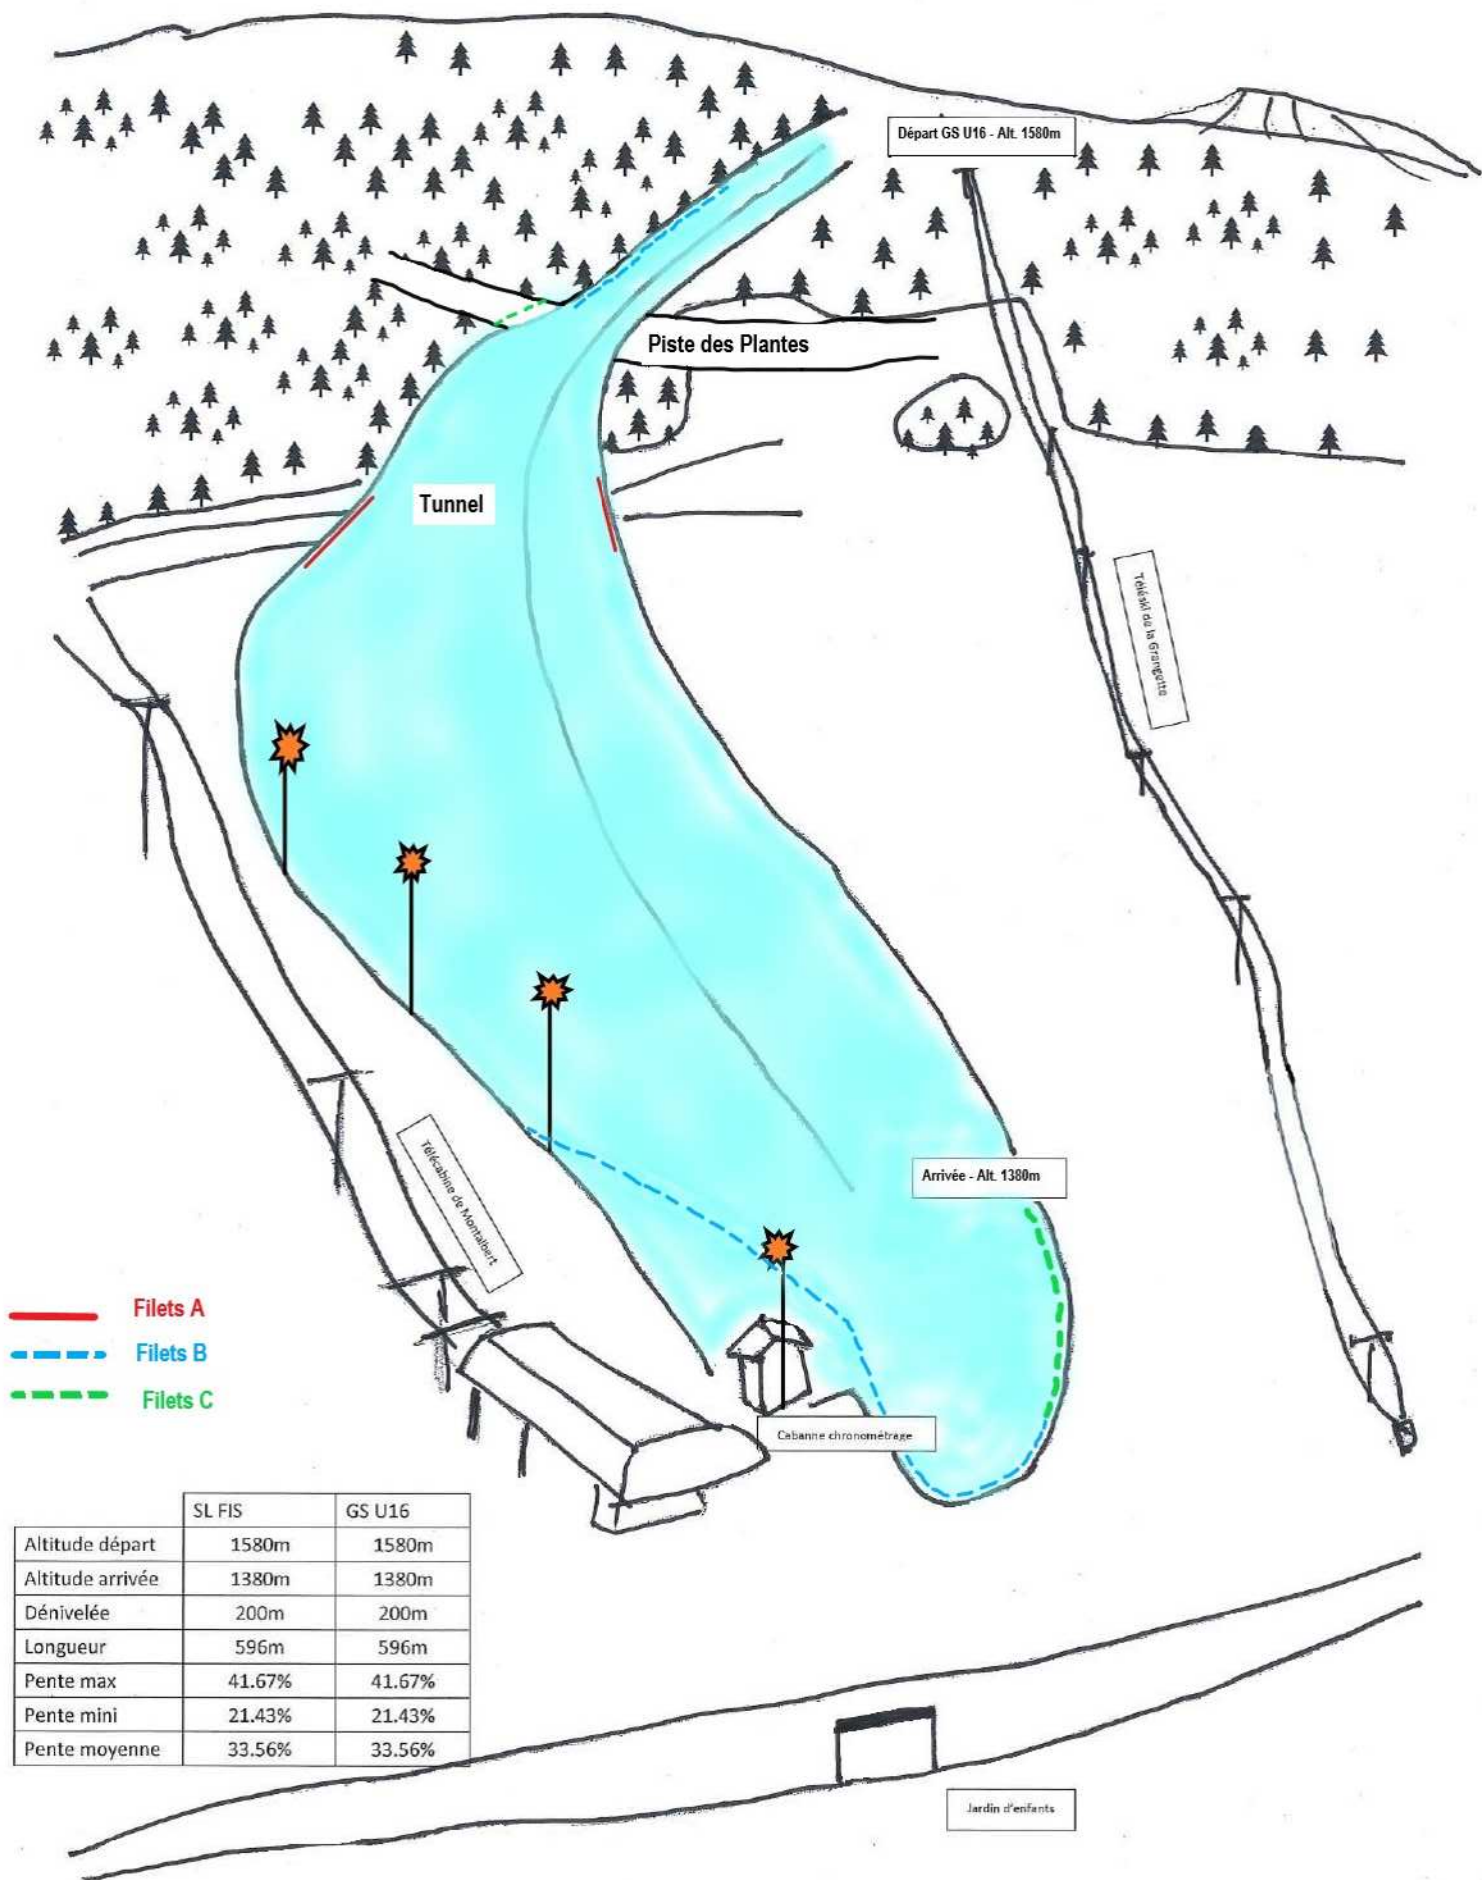 Départ GS U16 - Alt. 1580m
Piste des Plantes
Tunnel
Téléski de la Grangette
Télécabine de Montalbert
Arrivée - Alt. 1380m
Filets A
Filets B
Filets C
Cabanne chronométrage
SL FIS GS U16
Altitude départ 1580m 1580m
Altitude arrivée 1380m 1380m
Dénivelée 200m 200m
Longueur 596m 596m
Pente max 41.67% 41.67%
Pente mini 21.43% 21.43%
Pente moyenne 33.56% 33.56%
Jardin d'enfants